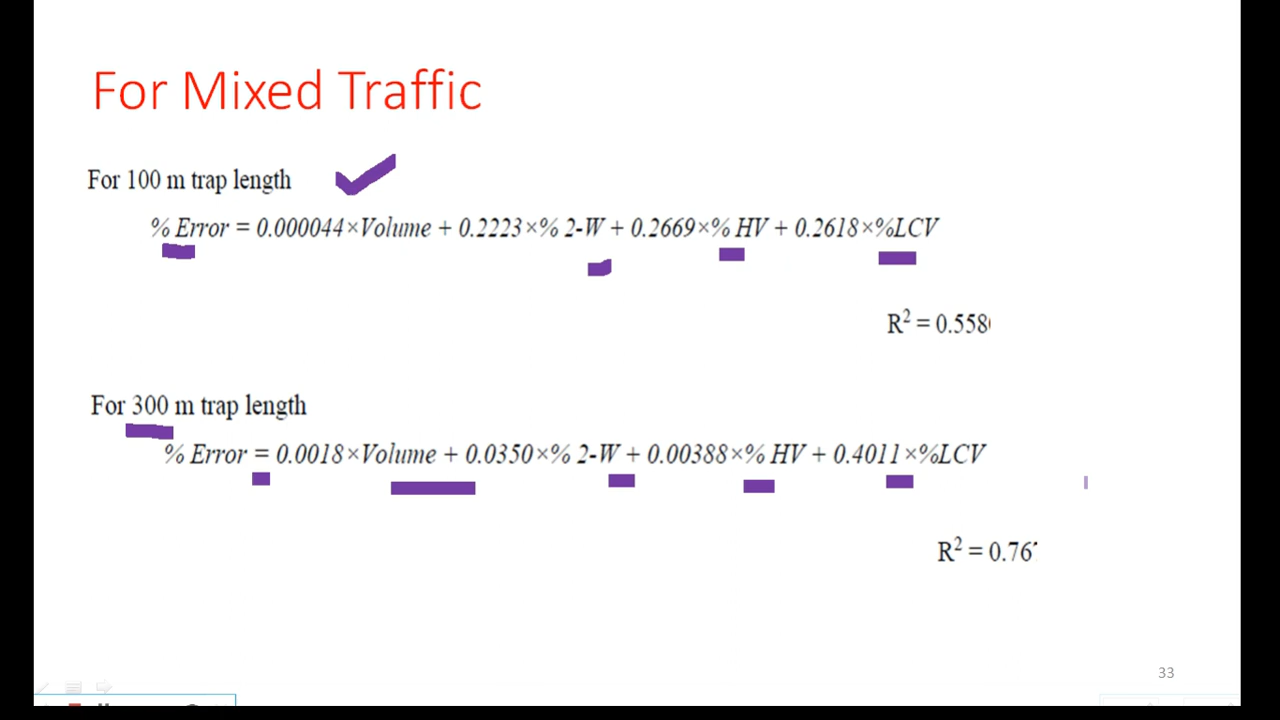 For Mixed Traffic
For 100 m trap length
% Error = 0.000044×Volume + 0.2223×% 2-W + 0.2669×% HV + 0.2618×%LCV
R² = 0.558
For 300 m trap length
% Error = 0.0018×Volume + 0.0350×% 2-W + 0.00388×% HV + 0.4011×%LCV
R² = 0.76
33